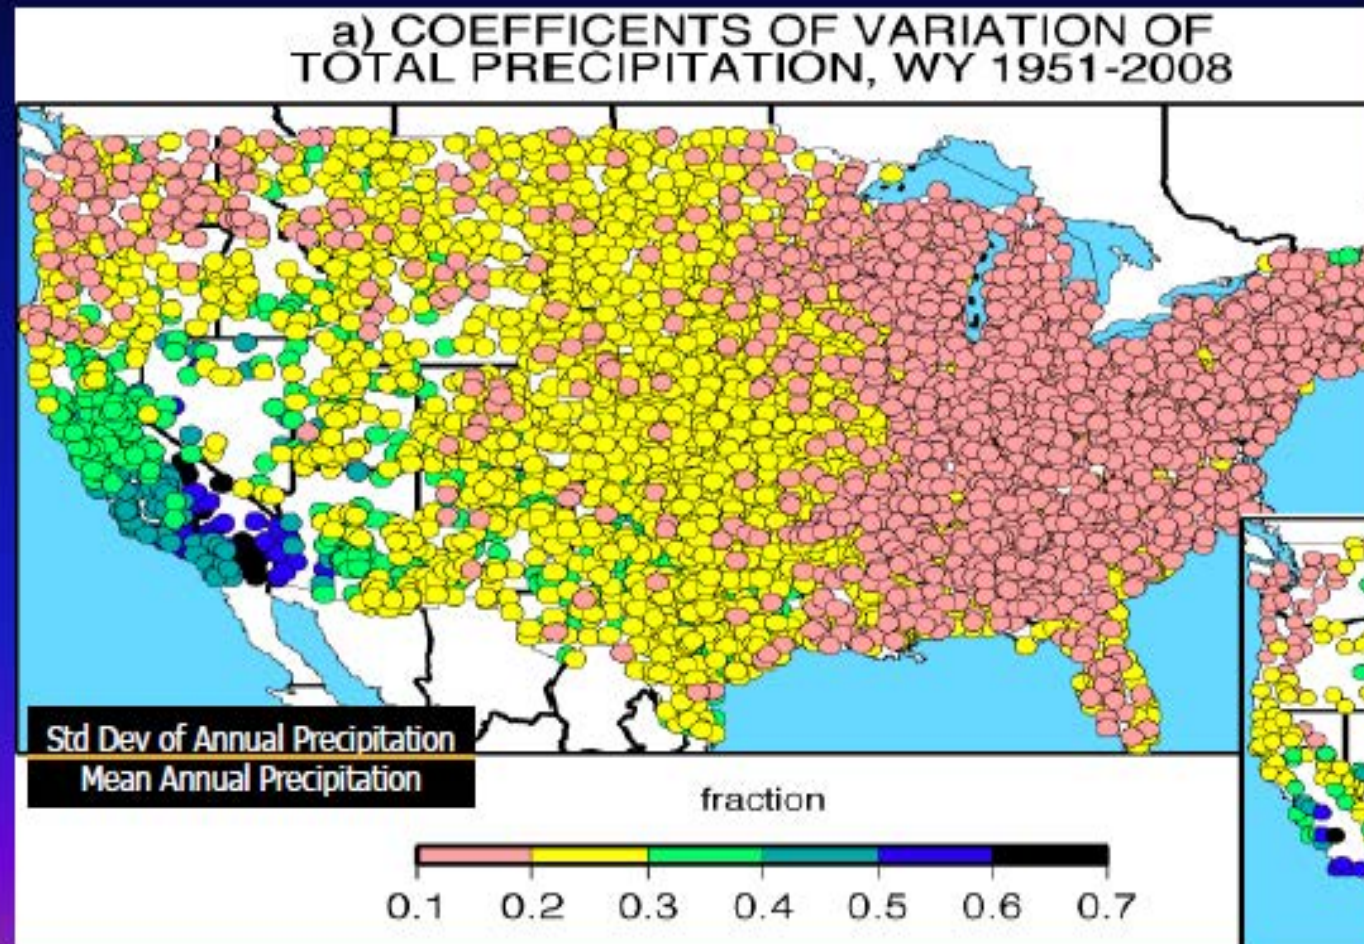 a) COEFFICENTS OF VARIATION OF
TOTAL PRECIPITATION, WY 1951-2008
Std Dev of Annual Precipitation
Mean Annual Precipitation
fraction
0.1 0.2 0.3 0.4 0.5 0.6 0.7